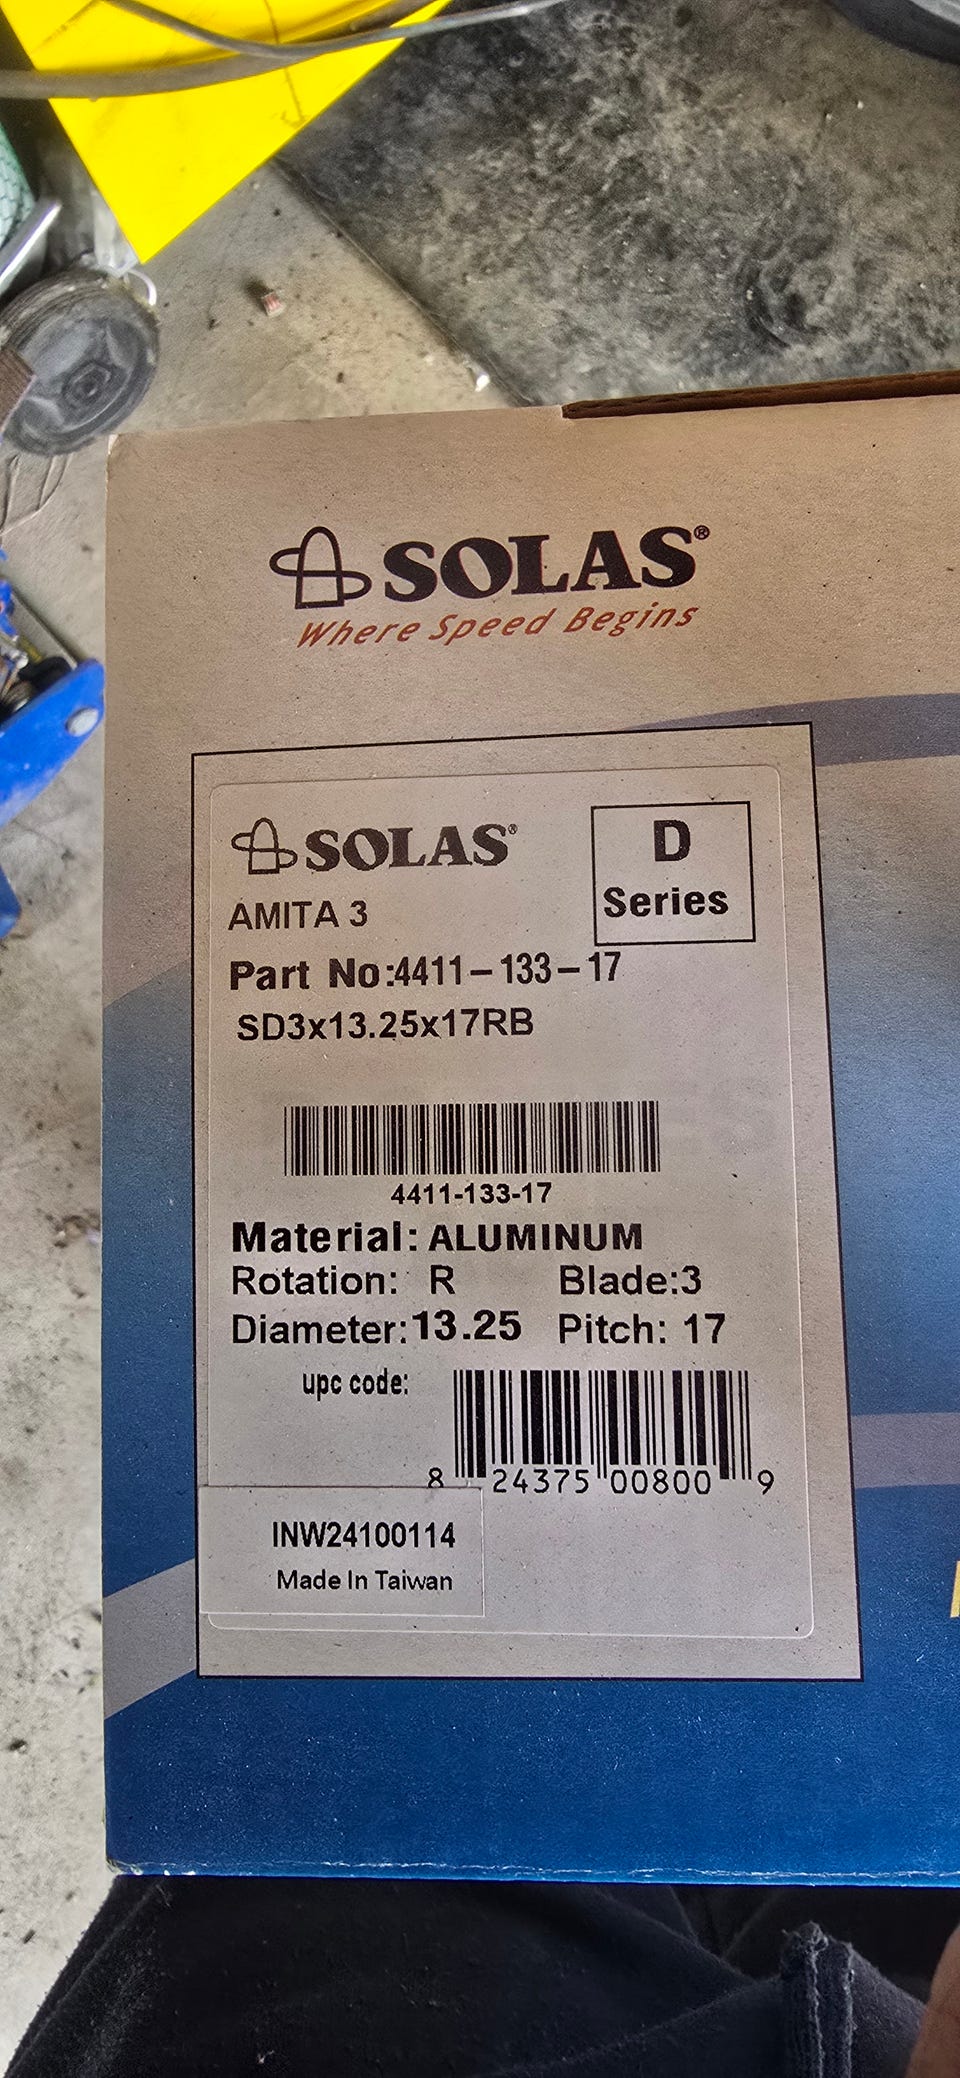 SOLAS®
Where Speed Begins
SOLAS®
D
Series
AMITA 3
Part No:4411-133-17
SD3x13.25x17RB
4411-133-17
Material: ALUMINUM
Rotation: R Blade:3
Diameter:13.25 Pitch: 17
upc code:
8 24375 00800 9
INW24100114
Made In Taiwan